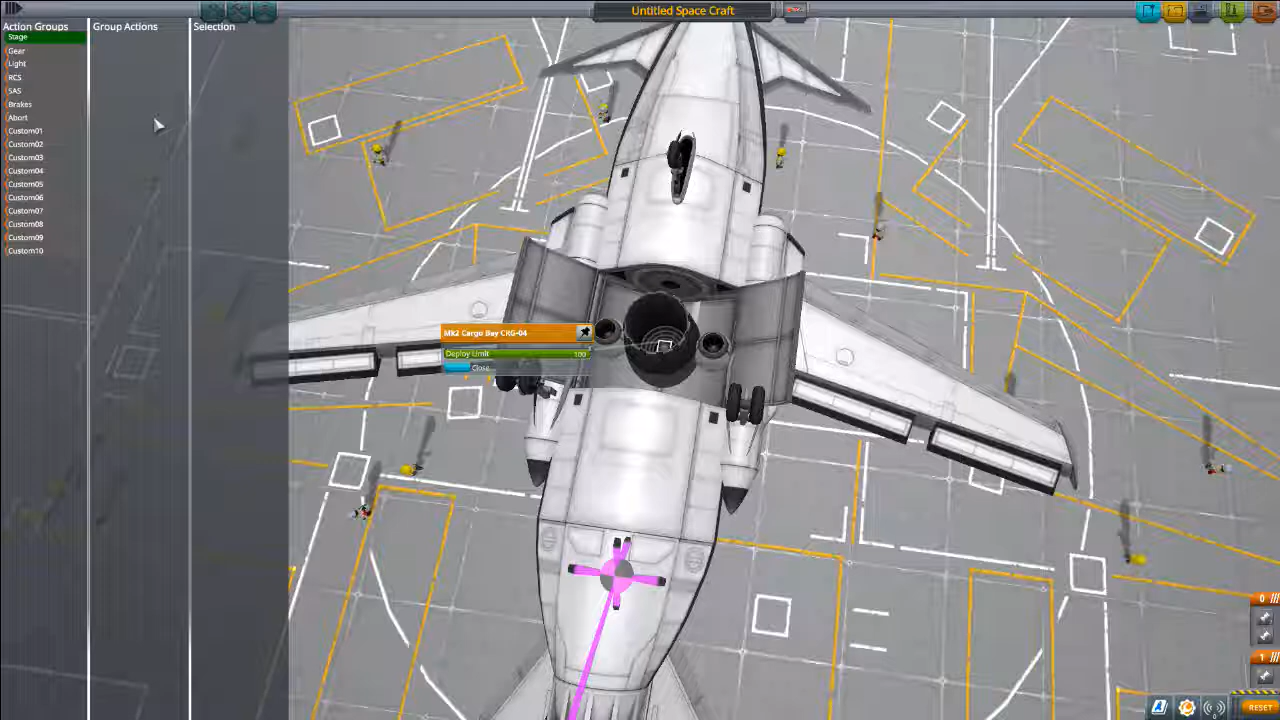 Untitled Space Craft
Action Groups
Group Actions
Selection
Stage
Gear
Light
RCS
SAS
Brakes
Abort
Custom01
Custom02
Custom03
Custom04
Custom05
Custom06
Custom07
Custom08
Custom09
Custom10
Mk2 Cargo Bay CRG-04
Deploy Limit 100
Close
0
1
RESET